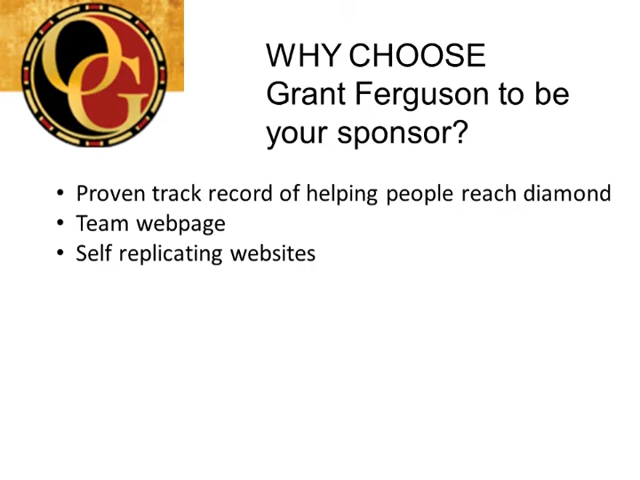 OG
WHY CHOOSE
Grant Ferguson to be
your sponsor?
• Proven track record of helping people reach diamond
• Team webpage
• Self replicating websites